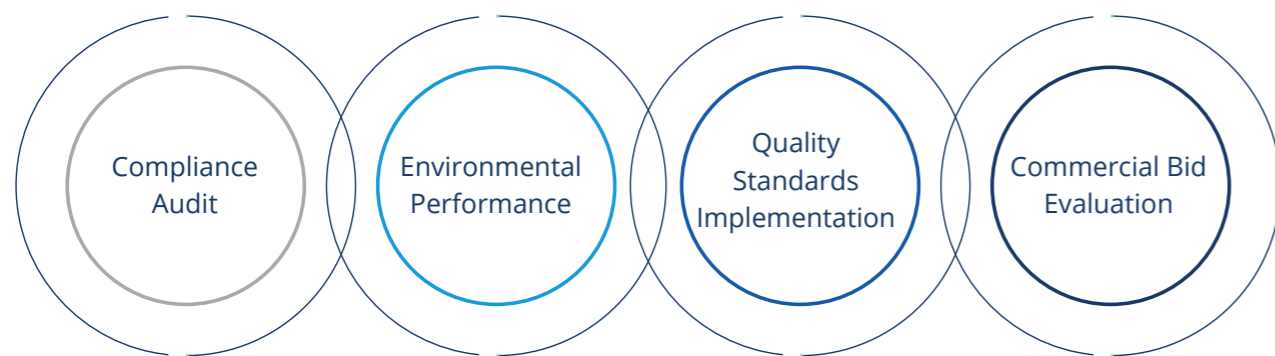 Compliance
Audit
Environmental
Performance
Quality
Standards
Implementation
Commercial Bid
Evaluation